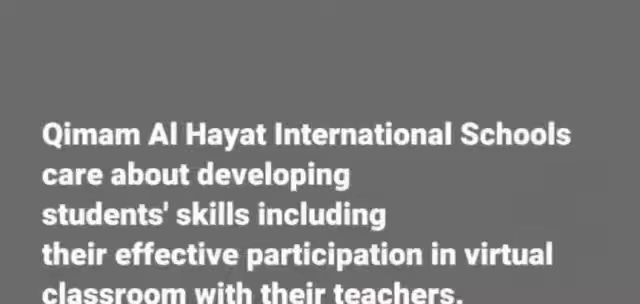 Qimam Al Hayat International Schools
care about developing
students' skills including
their effective participation in virtual
classroom with their teachers.